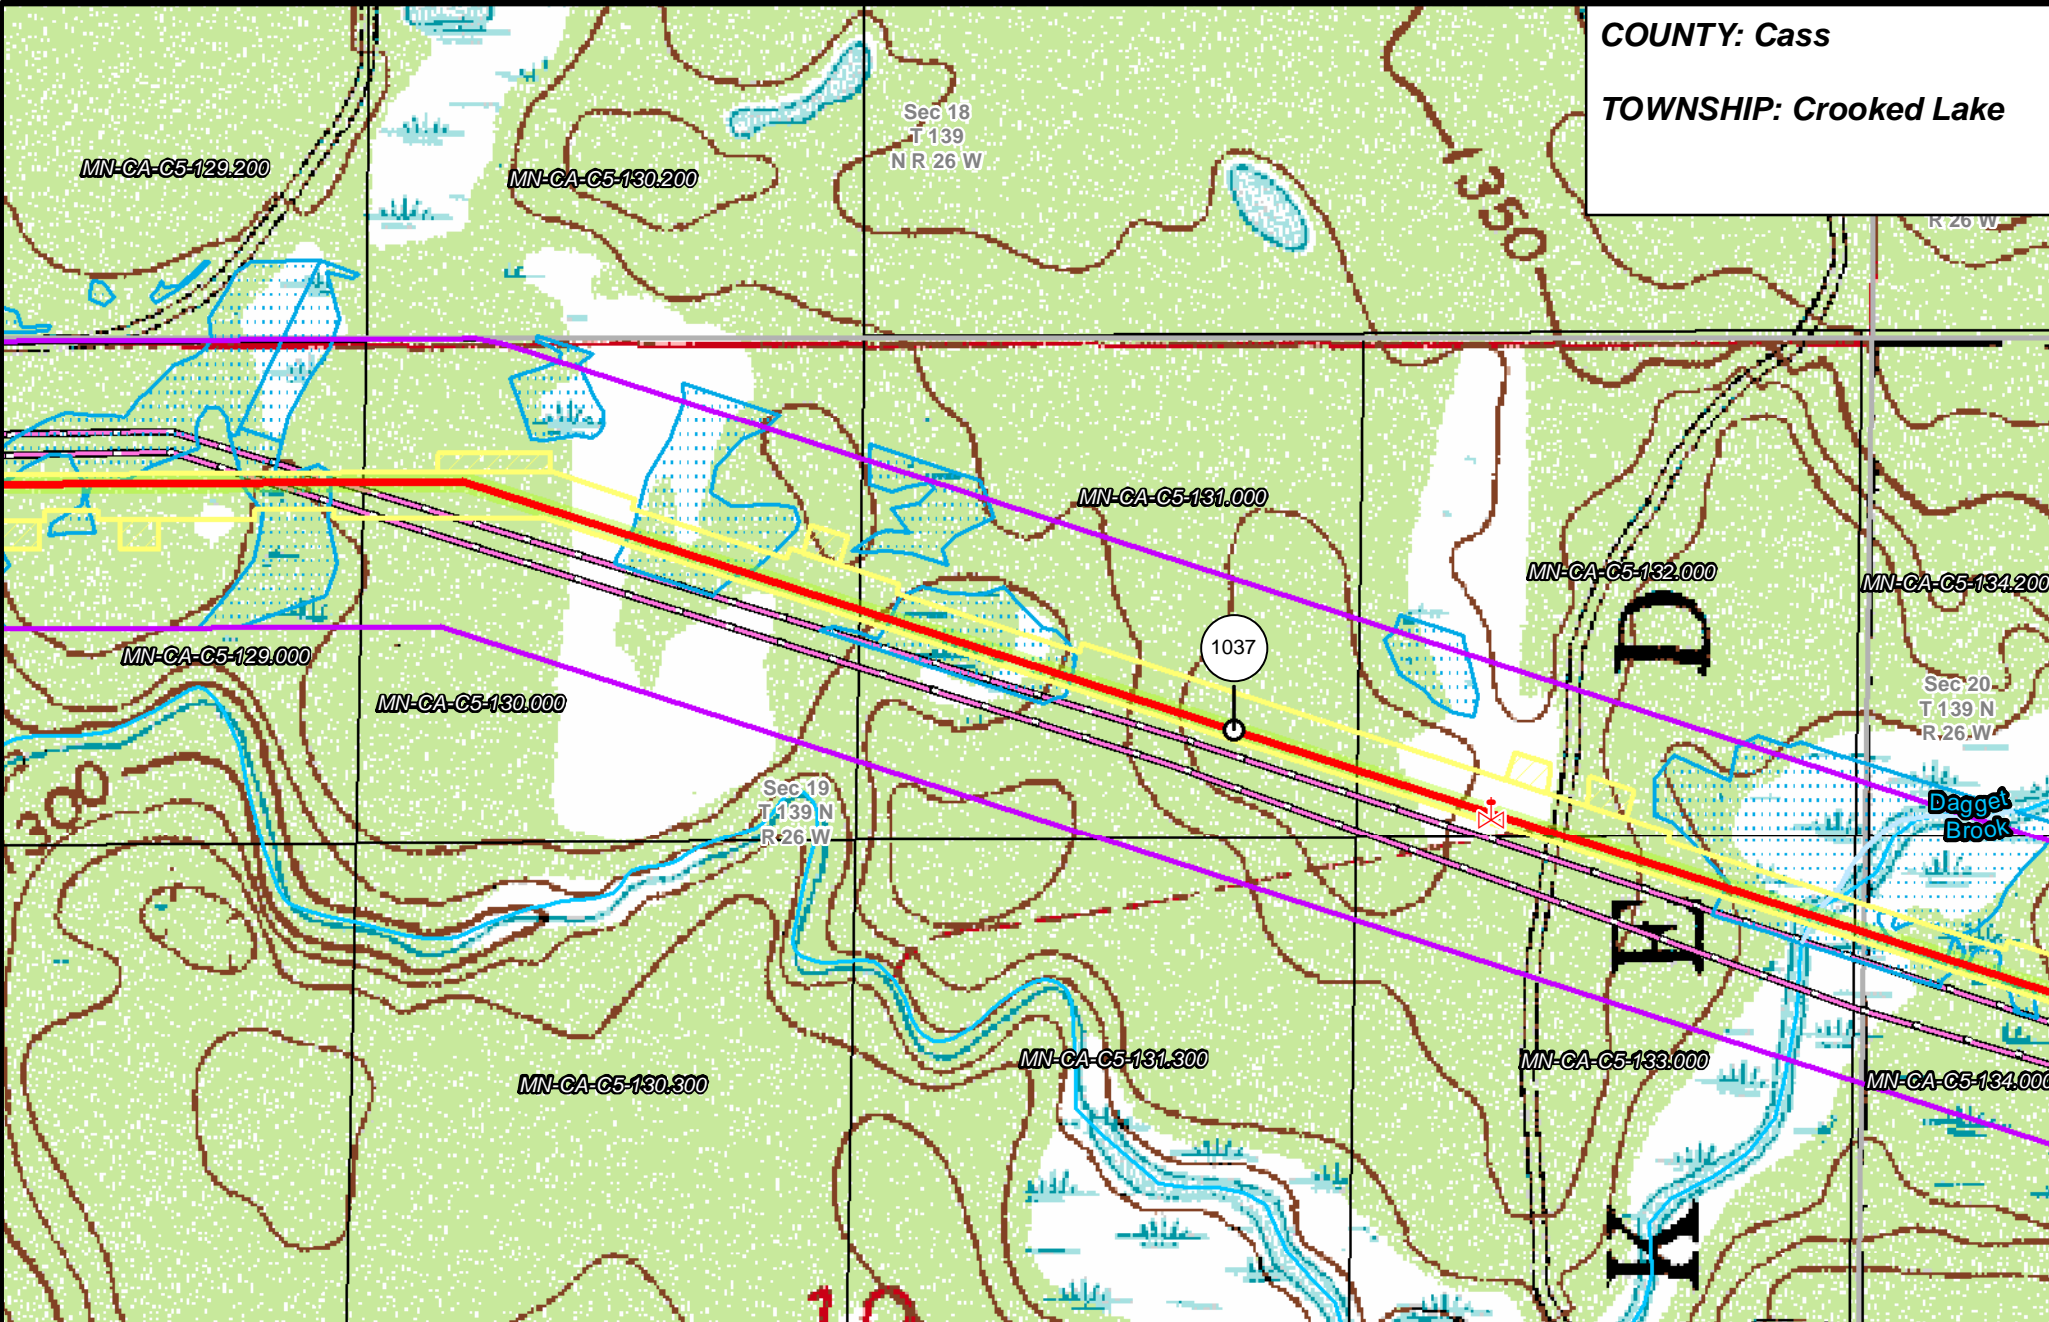 COUNTY: Cass
TOWNSHIP: Crooked Lake
Sec 18
T 139
N R 26 W
MN-CA-C5-129.200
MN-CA-C5-130.200
1350
R 26 W
MN-CA-C5-131.000
MN-CA-C5-132.000
MN-CA-C5-134.200
D
1037
MN-CA-C5-129.000
MN-CA-C5-130.000
Sec 20
T 139 N
R 26 W
300
Sec 19
T 139 N
R 26 W
Dagget
Brook
E
MN-CA-C5-131.300
MN-CA-C5-133.000
MN-CA-C5-130.300
MN-CA-C5-134.000
K